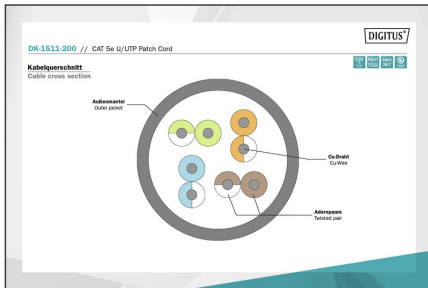 DIGITUS®
DK-1511-200 // CAT 5e U/UTP Patch Cord
Kabelquerschnitt
Cable cross section
Außenmantel
Outer jacket
Cu-Draht
Cu-Wire
Adernpaare
Twisted pair